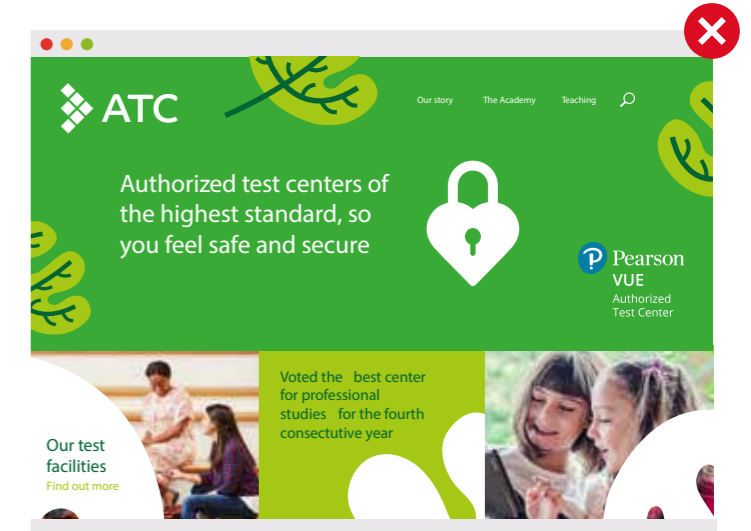 ATC
Our story
The Academy
Teaching
Authorized test centers of
the highest standard, so
you feel safe and secure
Pearson
VUE
Authorized
Test Center
Voted the best center
for professional
studies for the fourth
consectutive year
Our test
facilities
Find out more